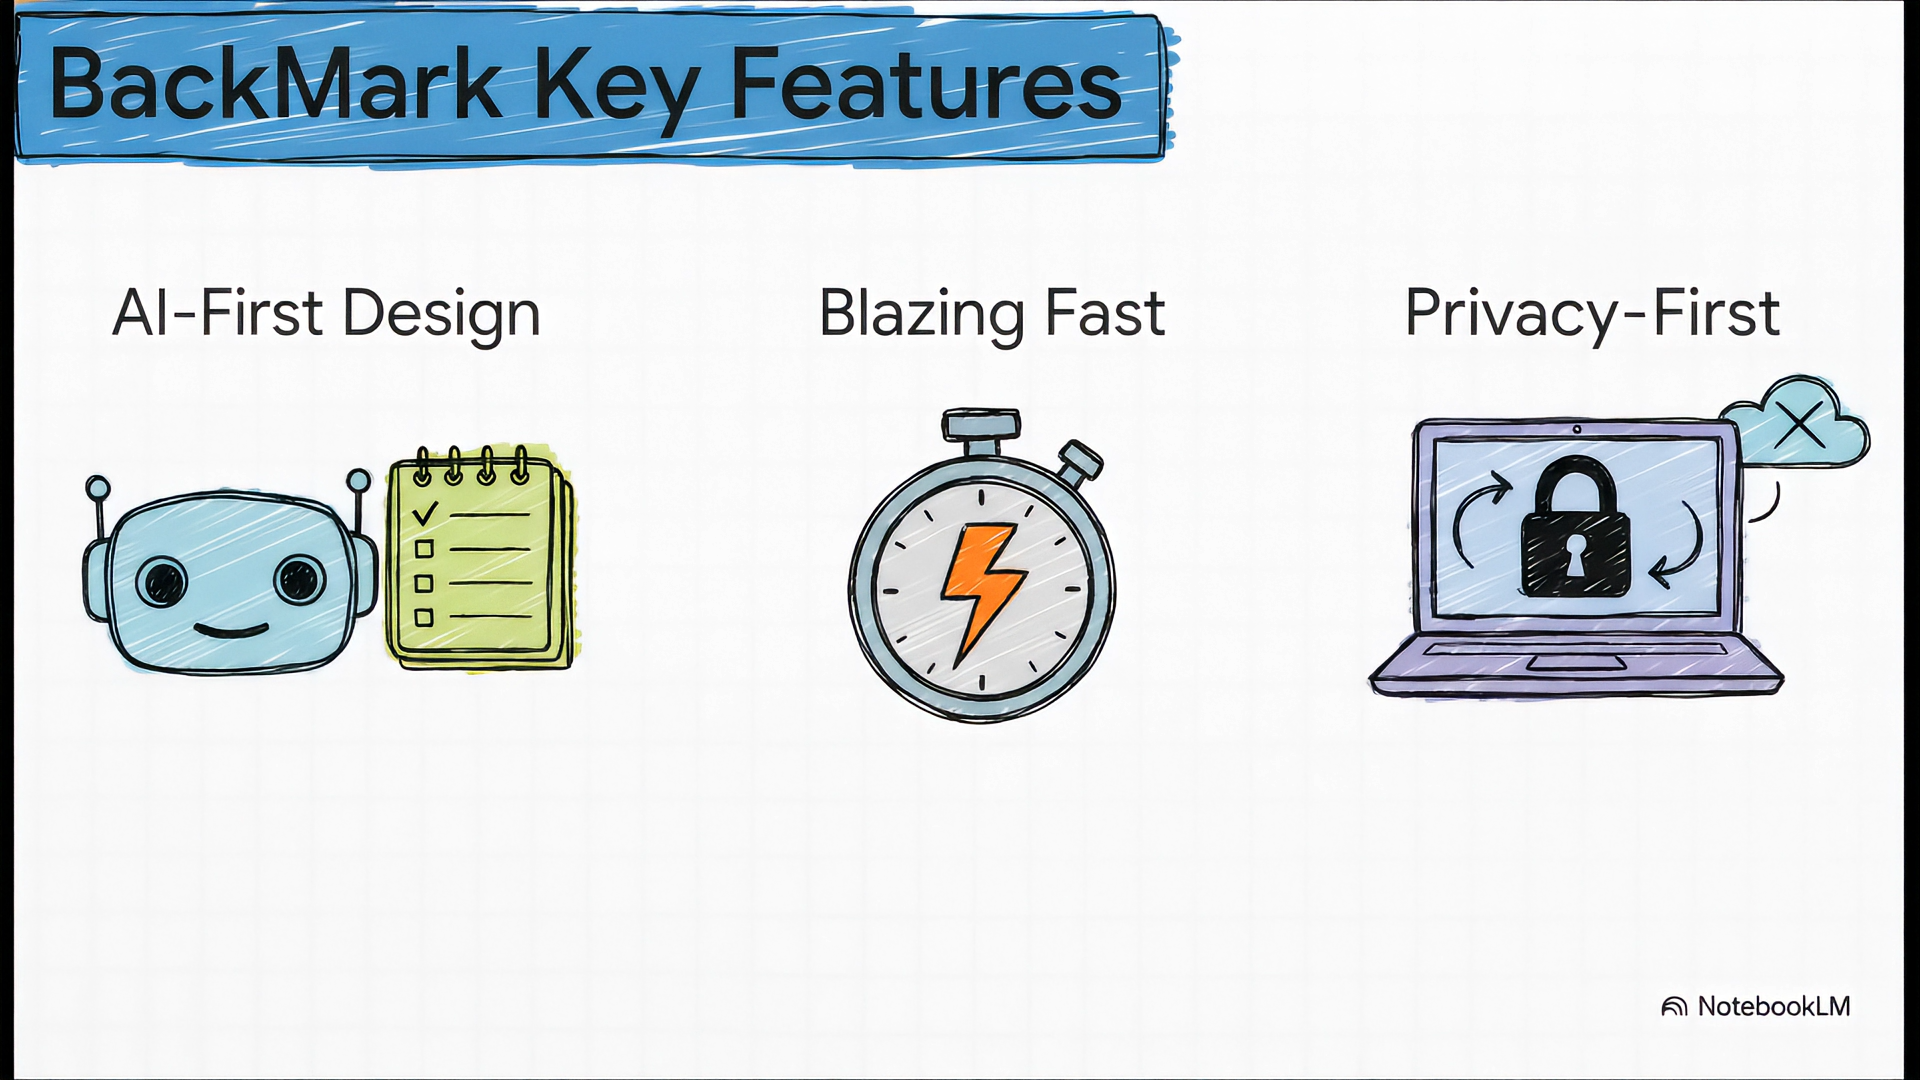 BackMark Key Features
AI-First Design
Blazing Fast
Privacy-First
NotebookLM